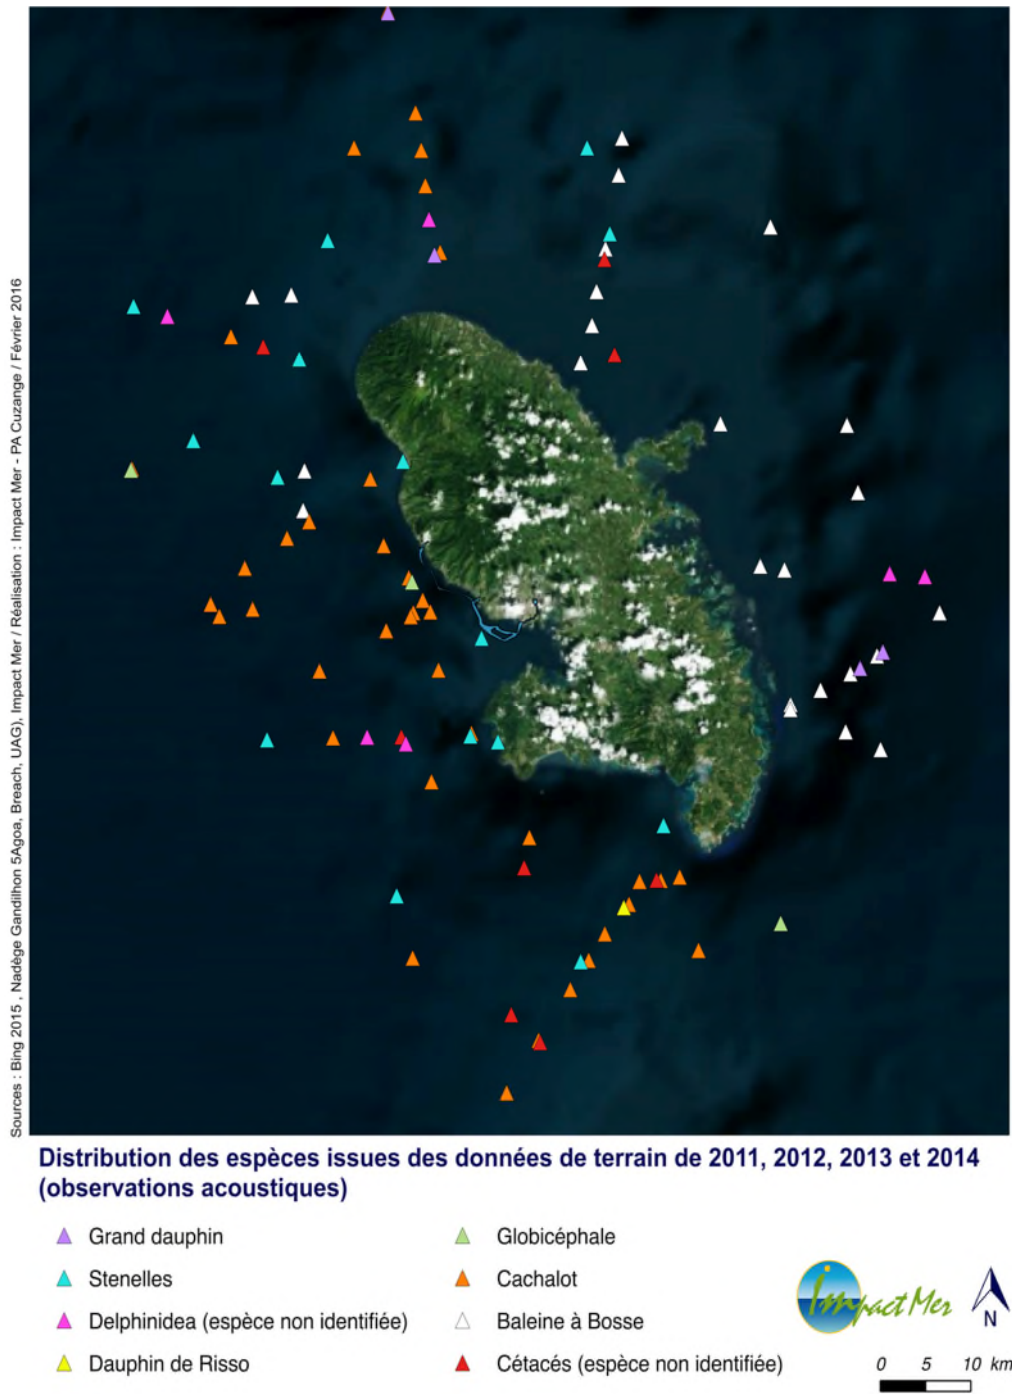 Sources : Bing 2015 , Nadège Gandilhon 5Agoa, Breach, UAG), Impact Mer / Réalisation : Impact Mer - PA Cuzange / Février 2016
Distribution des espèces issues des données de terrain de 2011, 2012, 2013 et 2014
(observations acoustiques)
Grand dauphin
Stenelles
Delphinidea (espèce non identifiée)
Dauphin de Risso
Globicéphale
Cachalot
Baleine à Bosse
Cétacés (espèce non identifiée)
Impact Mer
N
0 5 10 km